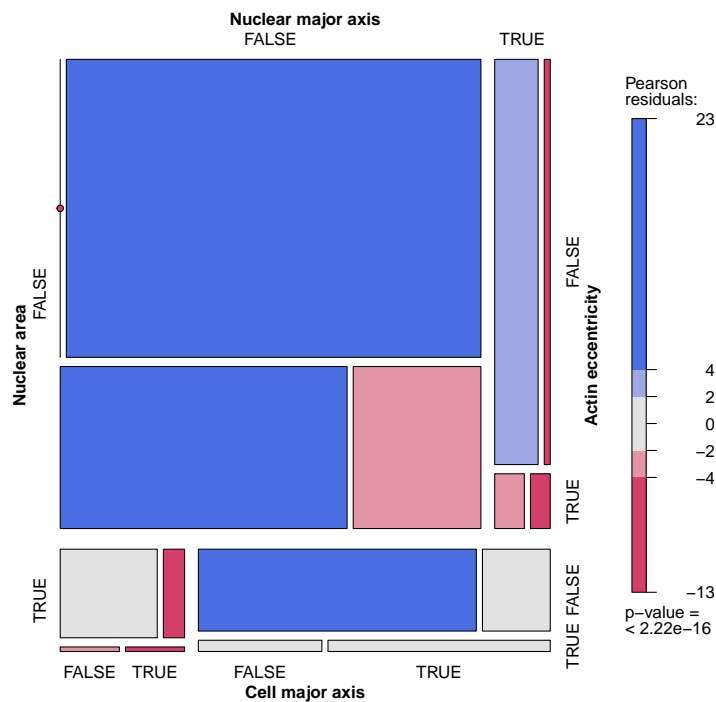 Nuclear major axis
FALSE TRUE
Pearson
residuals:
23
4
2
0
−2
−4
−13
p−value =
< 2.22e−16
Nuclear area
FALSE
TRUE
Actin eccentricity
FALSE
TRUE
FALSE
TRUE
FALSE TRUE FALSE TRUE
Cell major axis